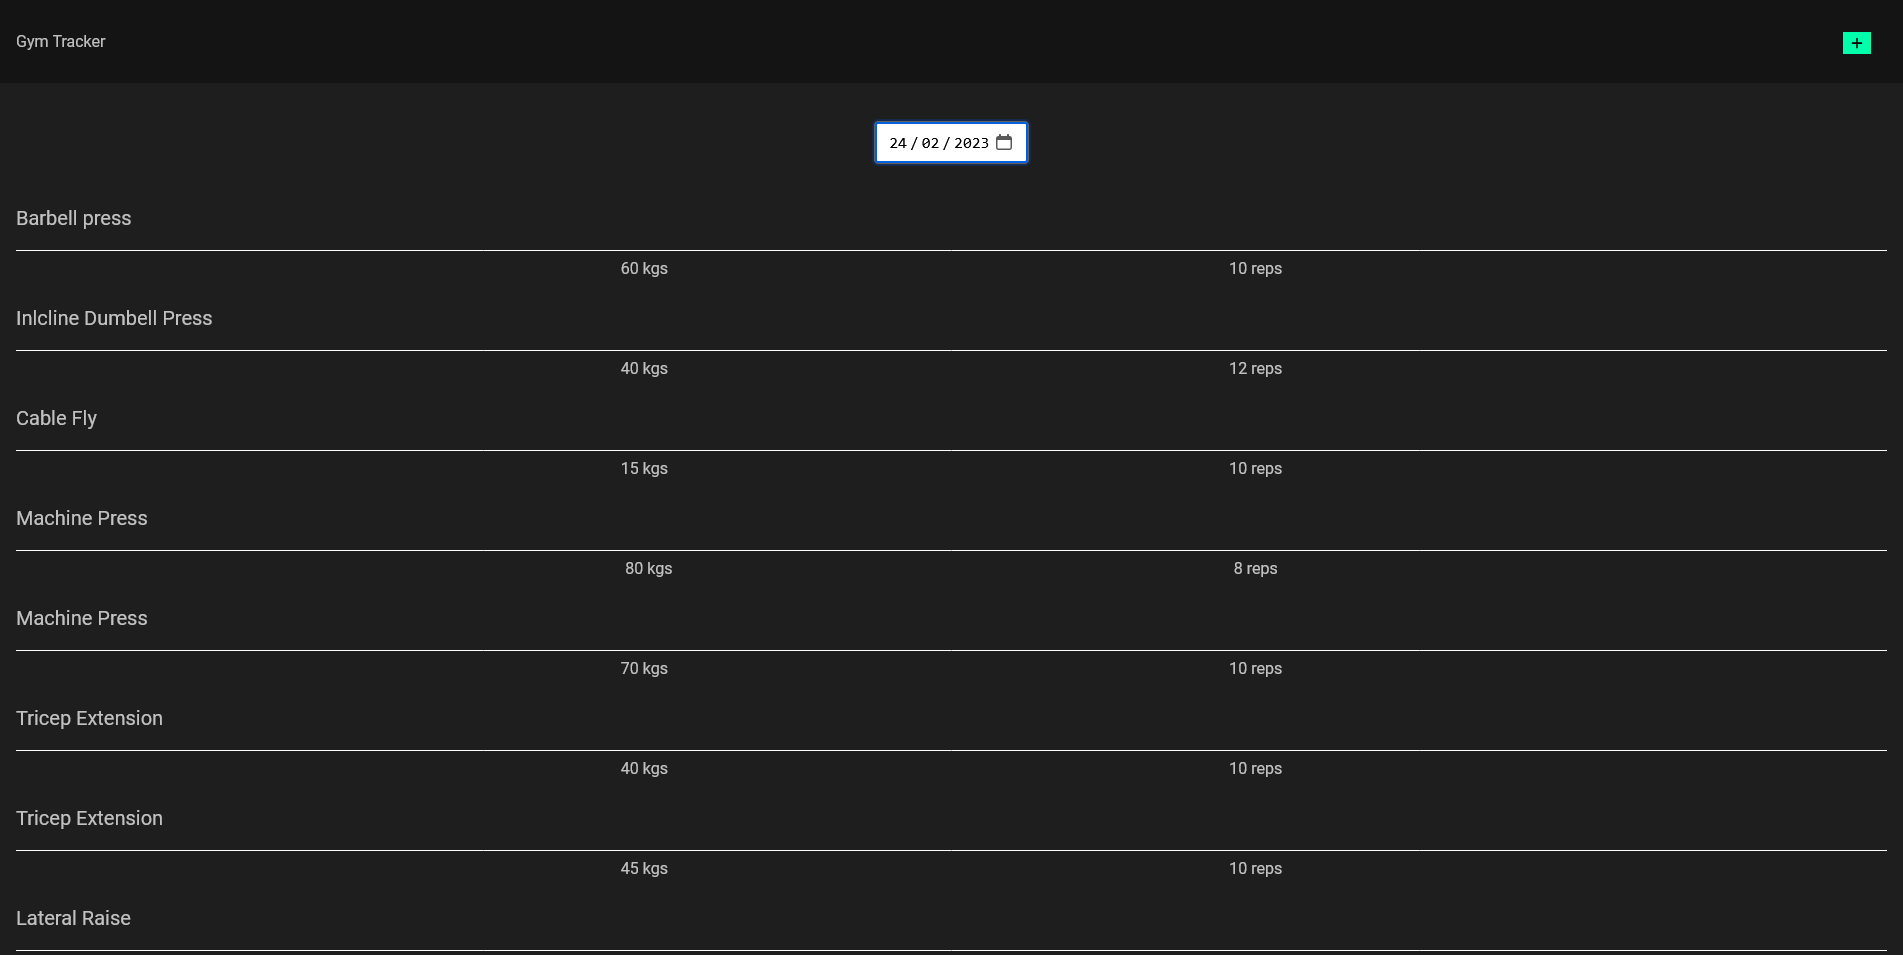 Gym Tracker
+
24/02/2023
Barbell press
60 kgs 10 reps
Inlcline Dumbell Press
40 kgs 12 reps
Cable Fly
15 kgs 10 reps
Machine Press
80 kgs 8 reps
Machine Press
70 kgs 10 reps
Tricep Extension
40 kgs 10 reps
Tricep Extension
45 kgs 10 reps
Lateral Raise